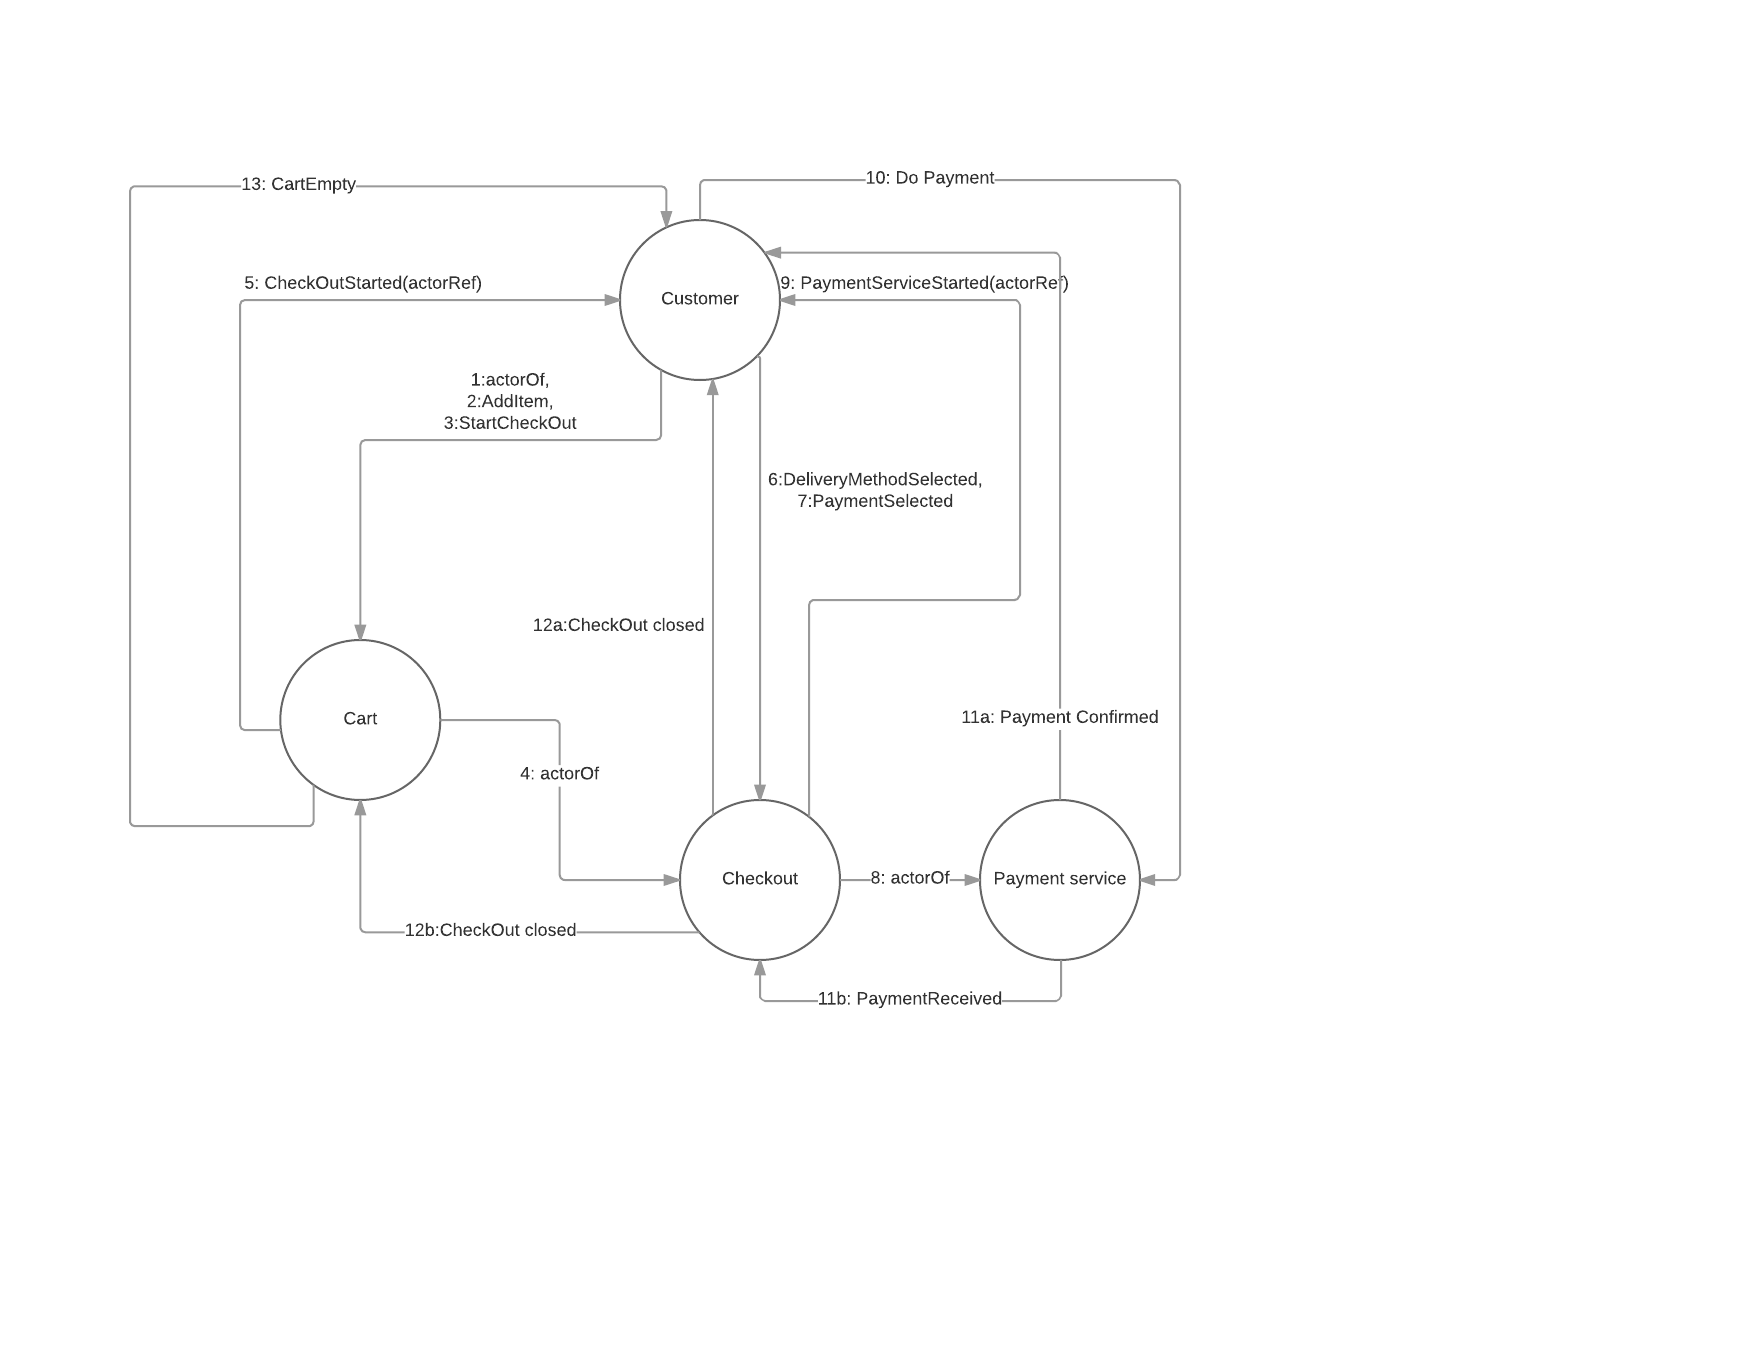 13: CartEmpty
10: Do Payment
5: CheckOutStarted(actorRef)
Customer
9: PaymentServiceStarted(actorRef)
1:actorOf,
2:AddItem,
3:StartCheckOut
6:DeliveryMethodSelected,
7:PaymentSelected
12a:CheckOut closed
Cart
11a: Payment Confirmed
4: actorOf
Checkout
8: actorOf
Payment service
12b:CheckOut closed
11b: PaymentReceived